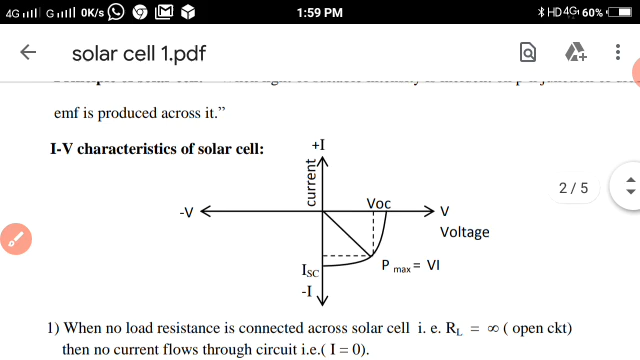 4G G 0K/s 1:59 PM HD 4G 60%
solar cell 1.pdf
emf is produced across it.”
I-V characteristics of solar cell:
+I
current
2 / 5
-V Voc V
Voltage
Isc P max = VI
-I
1) When no load resistance is connected across solar cell i. e. RL = ∞ ( open ckt)
then no current flows through circuit i.e.( I = 0).